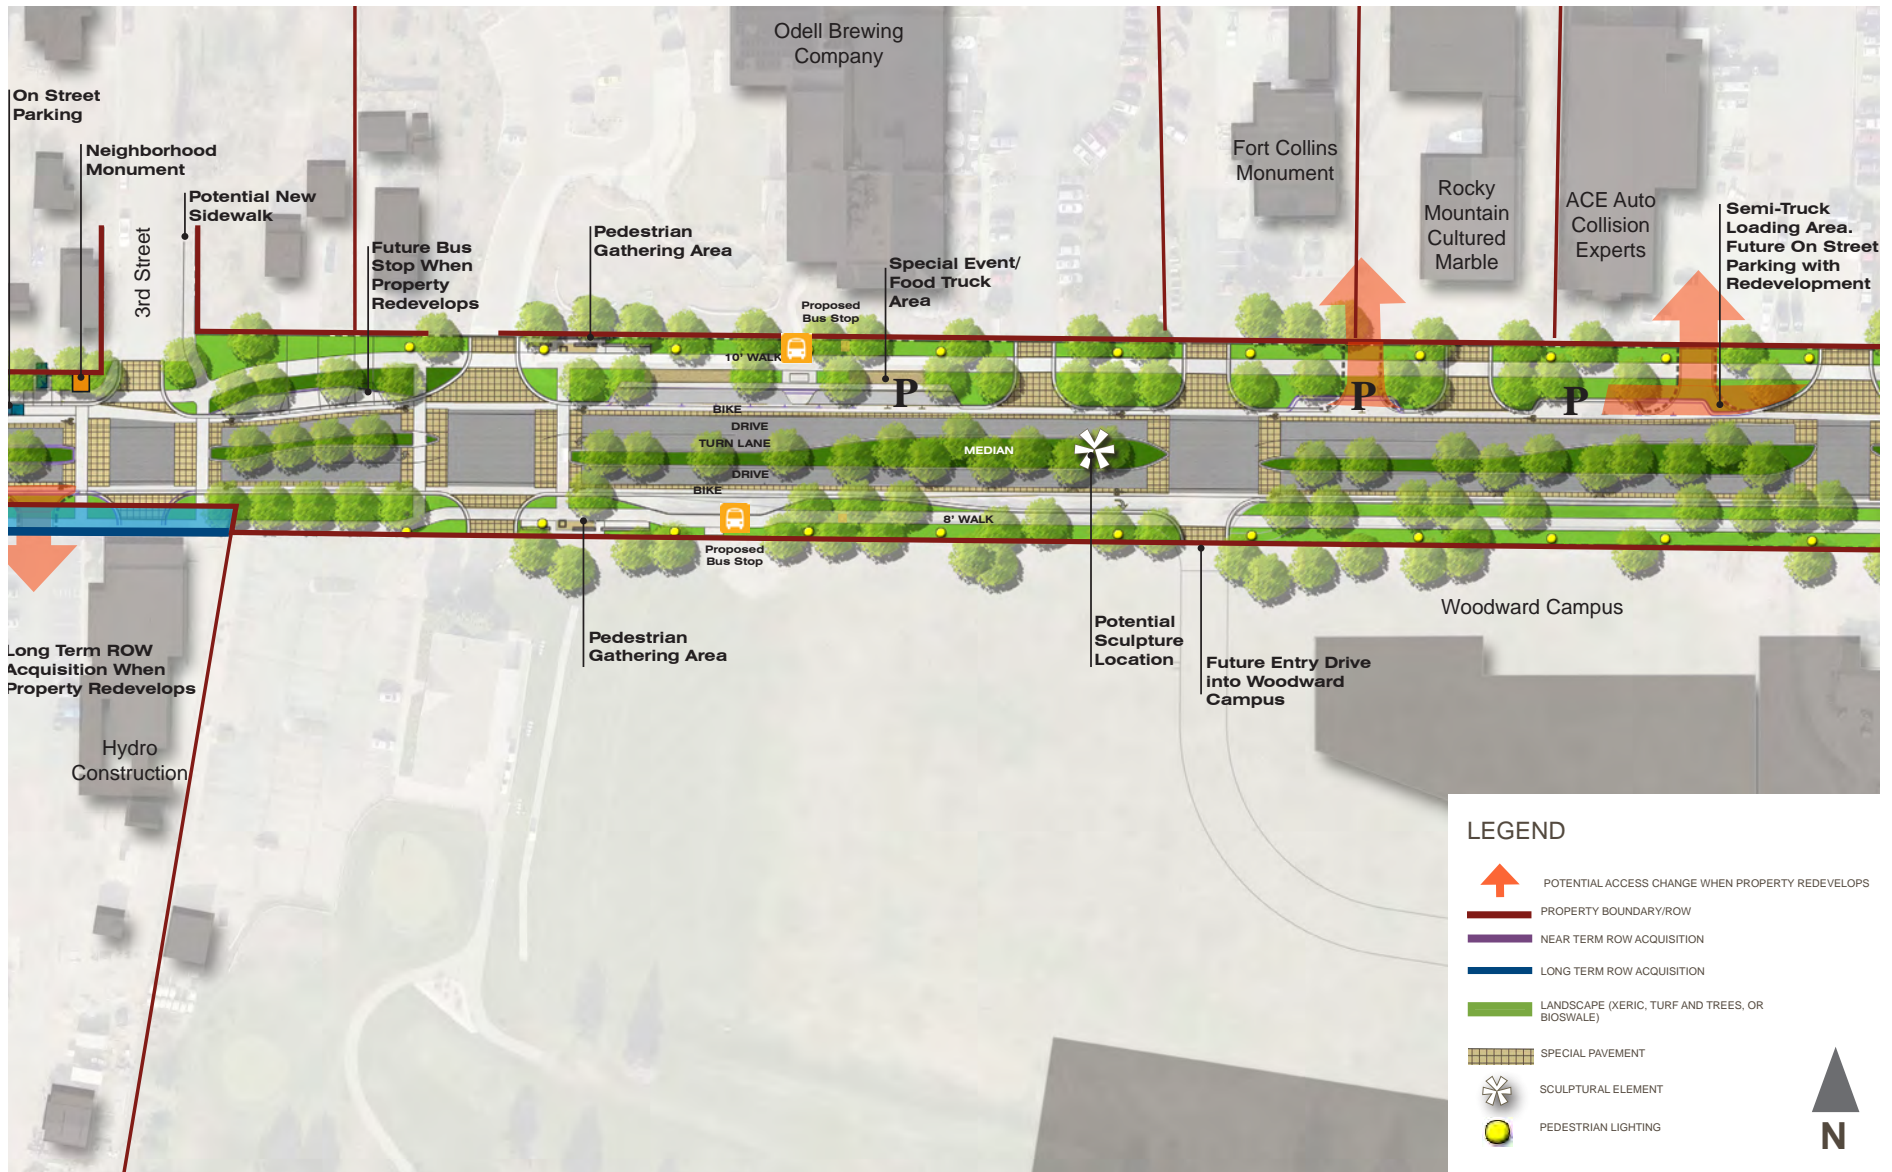 Odell Brewing
Company
On Street
Parking
Neighborhood
Monument
Potential New
Sidewalk
3rd Street
Future Bus
Stop When
Property
Redevelops
Pedestrian
Gathering Area
Special Event/
Food Truck
Area
Proposed
Bus Stop
Fort Collins
Monument
Rocky
Mountain
Cultured
Marble
ACE Auto
Collision
Experts
Semi-Truck
Loading Area.
Future On Street
Parking with
Redevelopment
10' WALK
P
P
P
BIKE
DRIVE
TURN LANE
MEDIAN
DRIVE
BIKE
8' WALK
Proposed
Bus Stop
Long Term ROW
Acquisition When
Property Redevelops
Hydro
Construction
Pedestrian
Gathering Area
Potential
Sculpture
Location
Future Entry Drive
into Woodward
Campus
Woodward Campus
LEGEND
POTENTIAL ACCESS CHANGE WHEN PROPERTY REDEVELOPS
PROPERTY BOUNDARY/ROW
NEAR TERM ROW ACQUISITION
LONG TERM ROW ACQUISITION
LANDSCAPE (XERIC, TURF AND TREES, OR
BIOSWALE)
SPECIAL PAVEMENT
SCULPTURAL ELEMENT
PEDESTRIAN LIGHTING
N